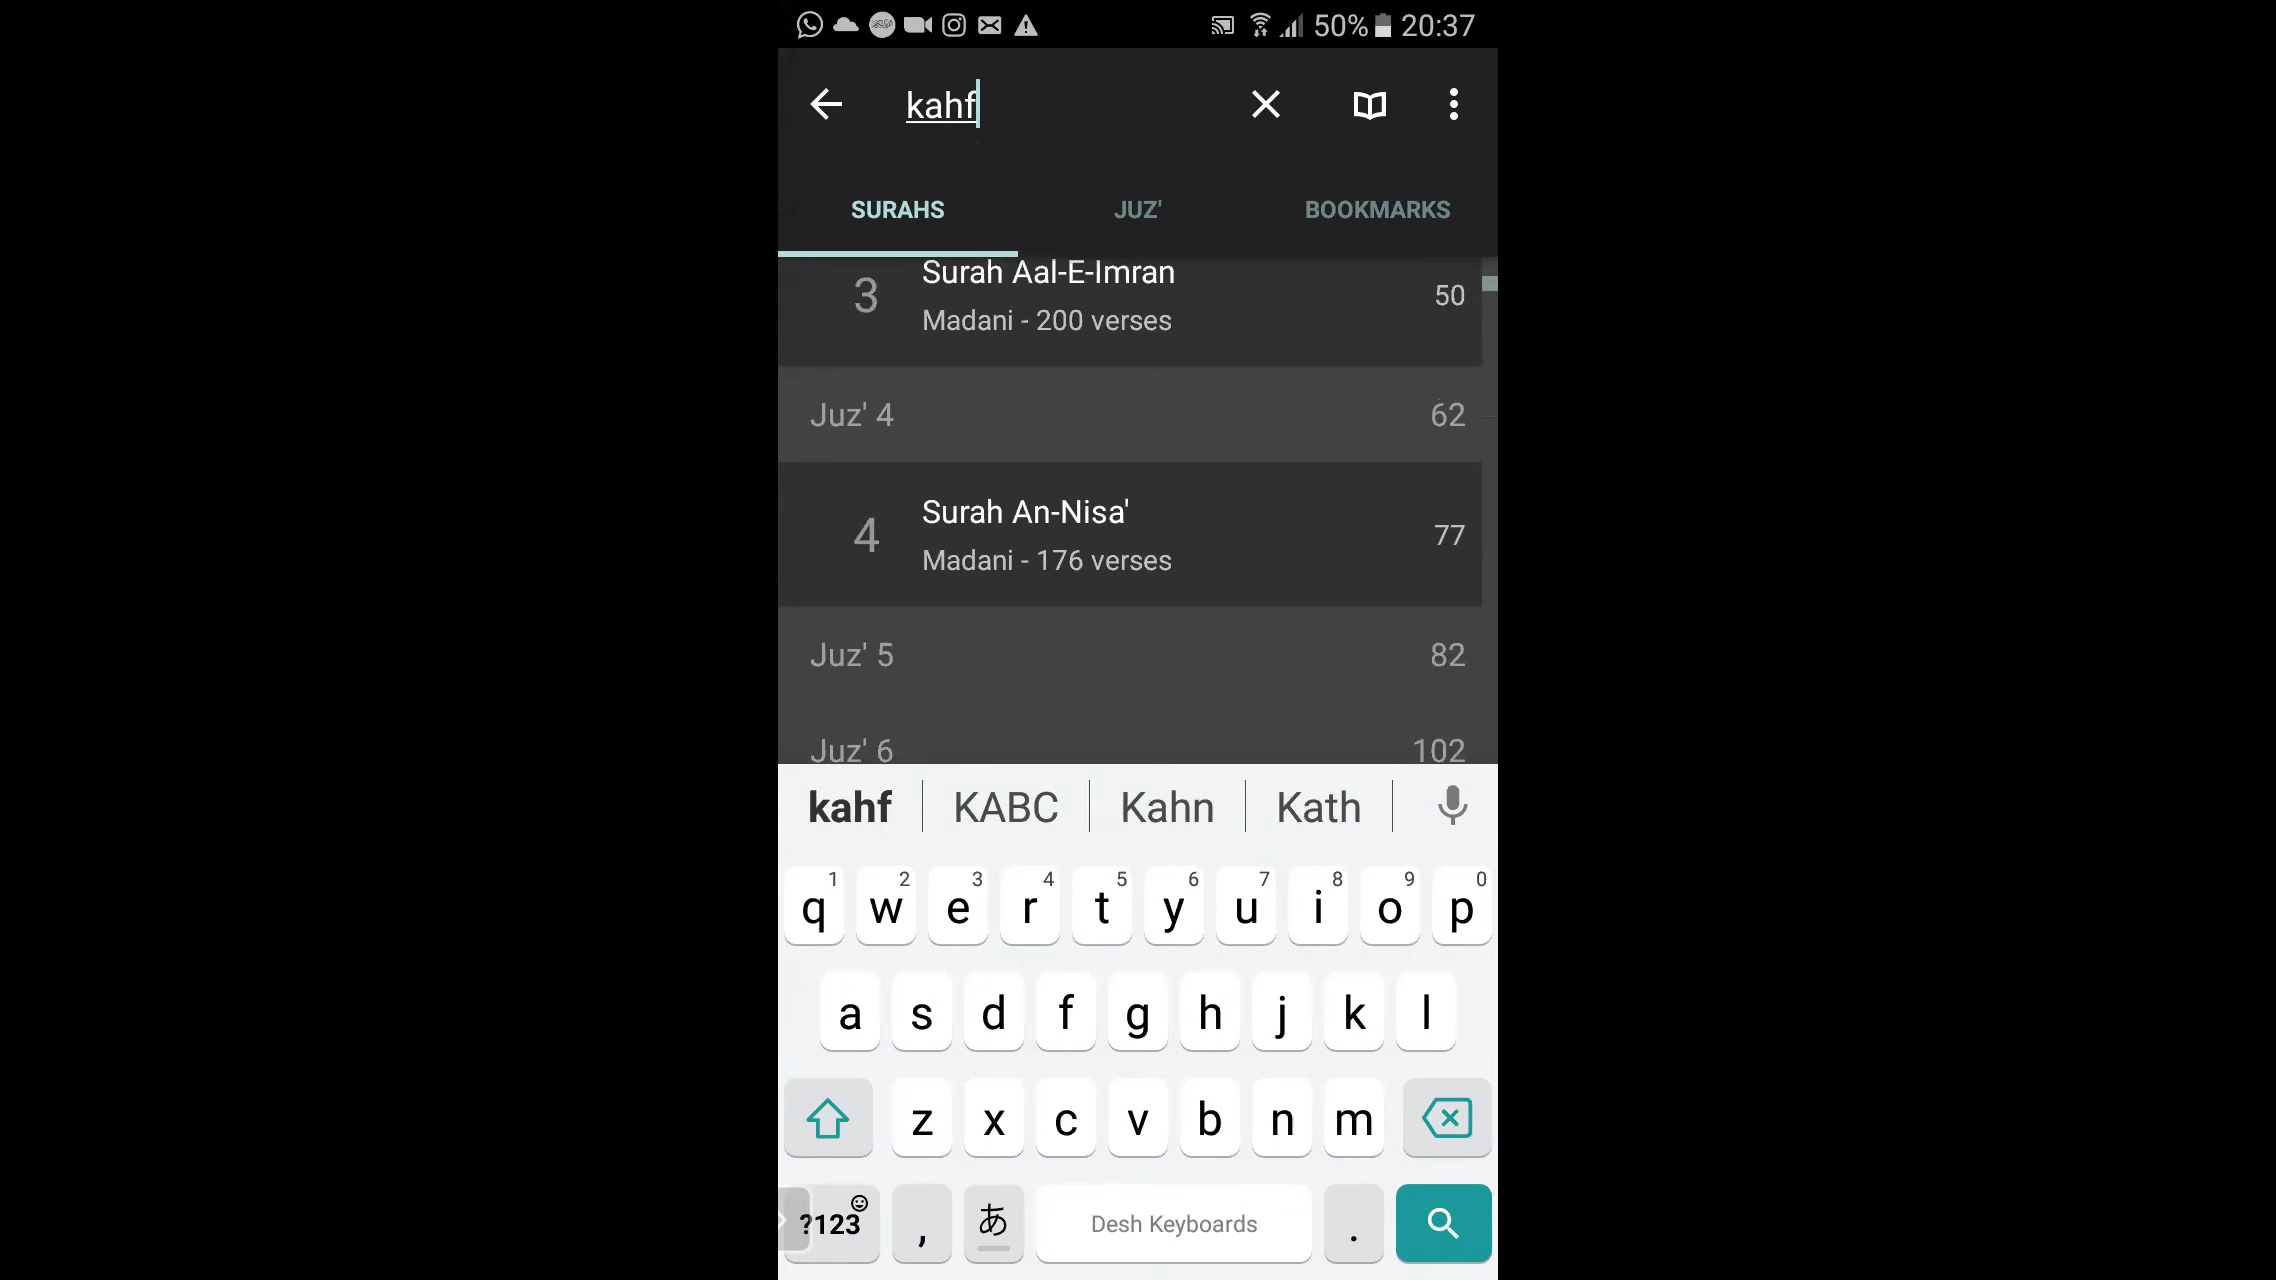 50% 20:37
kahf
SURAHS JUZ' BOOKMARKS
3 Surah Aal-E-Imran 50
Madani - 200 verses
Juz' 4 62
4 Surah An-Nisa' 77
Madani - 176 verses
Juz' 5 82
Juz' 6 102
kahf KABC Kahn Kath
1 2 3 4 5 6 7 8 9 0
q w e r t y u i o p
a s d f g h j k l
z x c v b n m
?123 , あ Desh Keyboards .